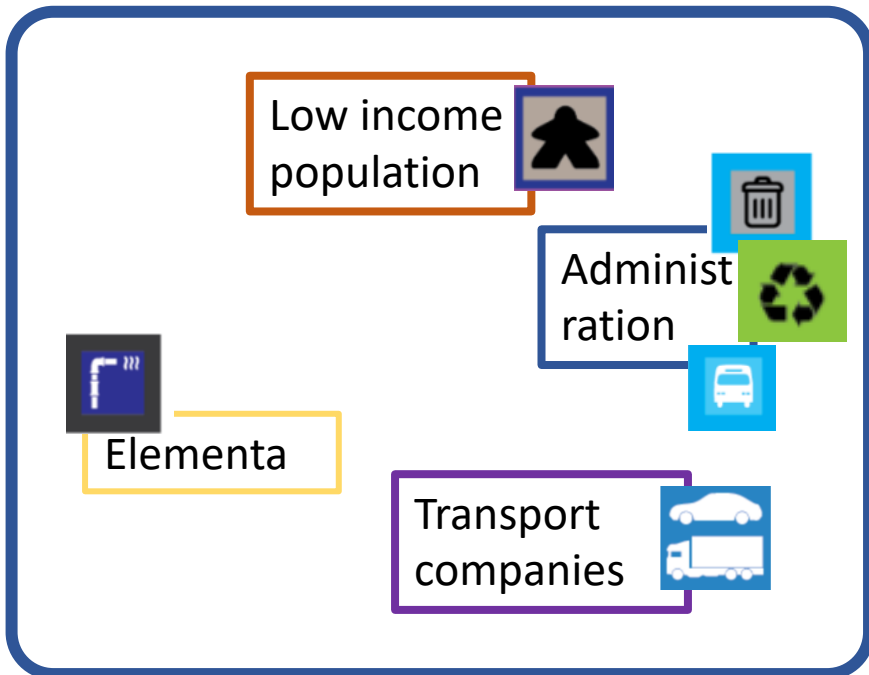 Low income
population
Administ
ration
Elementa
Transport
companies